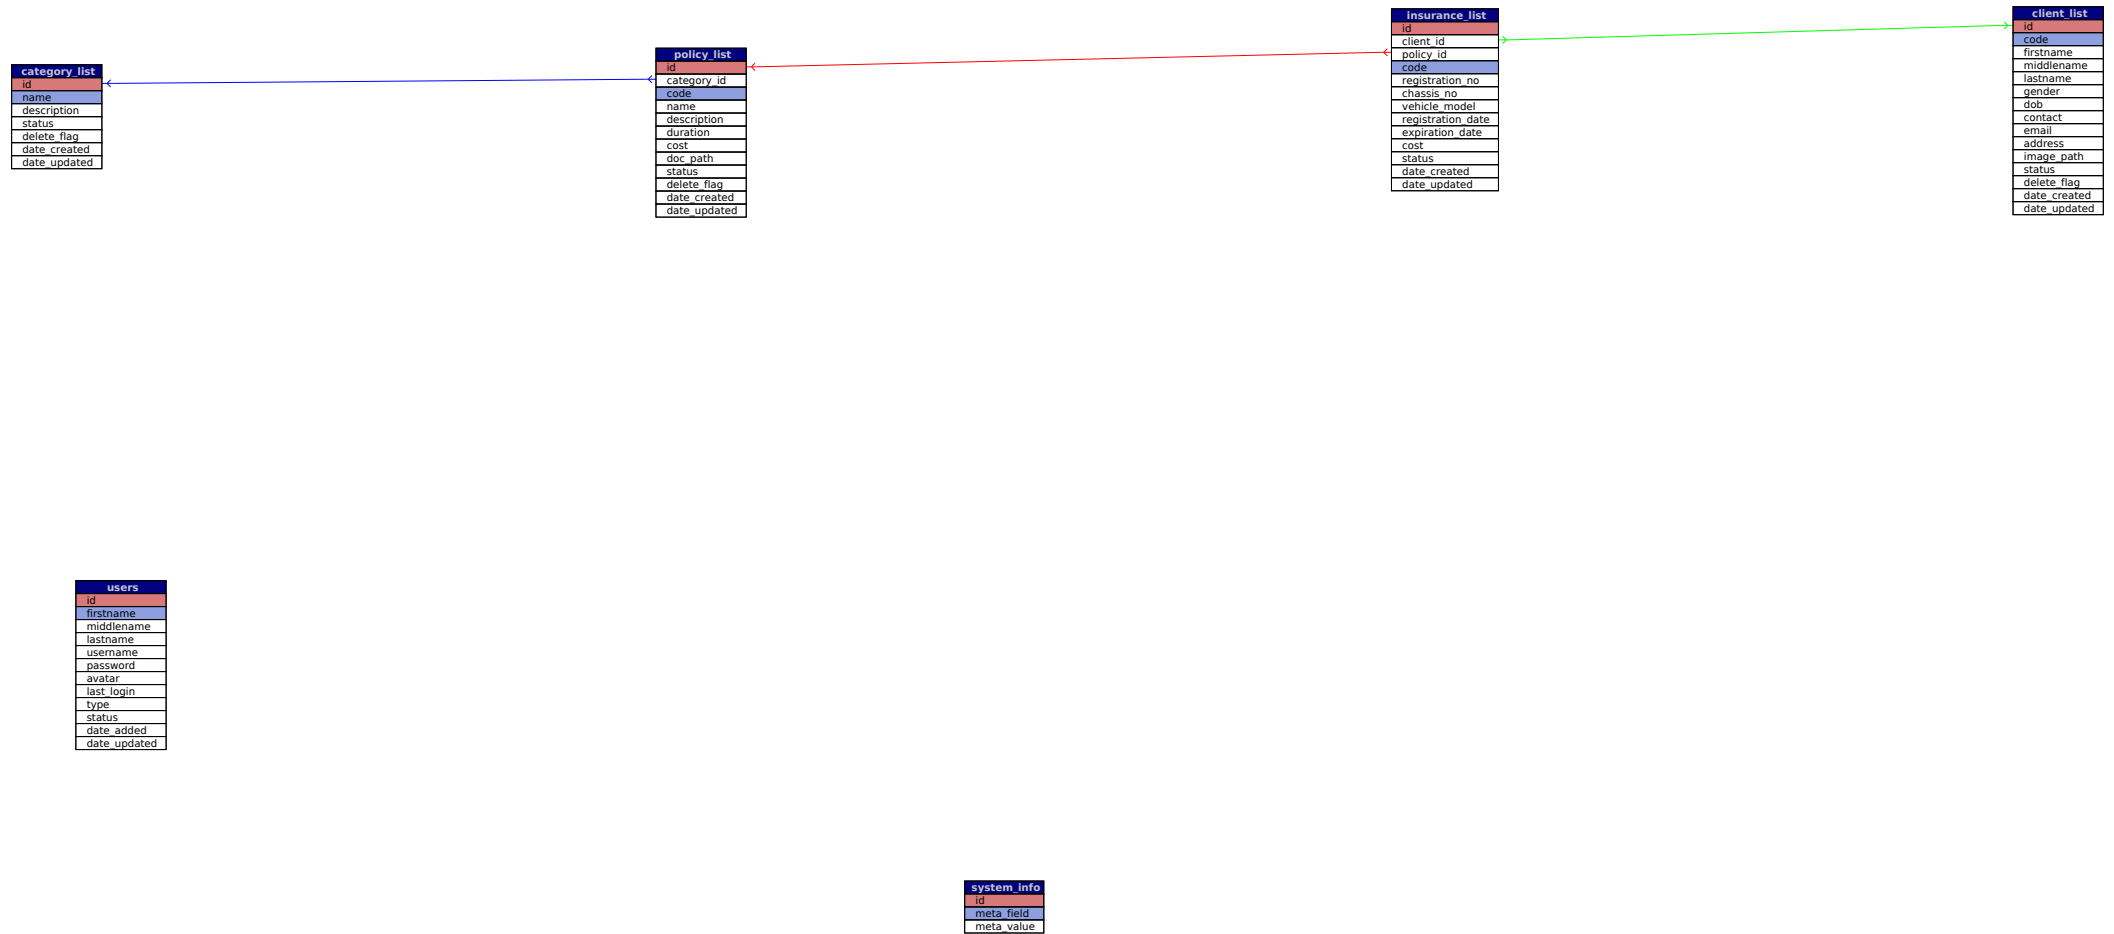 category_list
id
name
description
status
delete_flag
date_created
date_updated
policy_list
id
category_id
code
name
description
duration
cost
doc_path
status
delete_flag
date_created
date_updated
insurance_list
id
client_id
policy_id
code
registration_no
chassis_no
vehicle_model
registration_date
expiration_date
cost
status
date_created
date_updated
client_list
id
code
firstname
middlename
lastname
gender
dob
contact
email
address
image_path
status
delete_flag
date_created
date_updated
users
id
firstname
middlename
lastname
username
password
avatar
last_login
type
status
date_added
date_updated
system_info
id
meta_field
meta_value